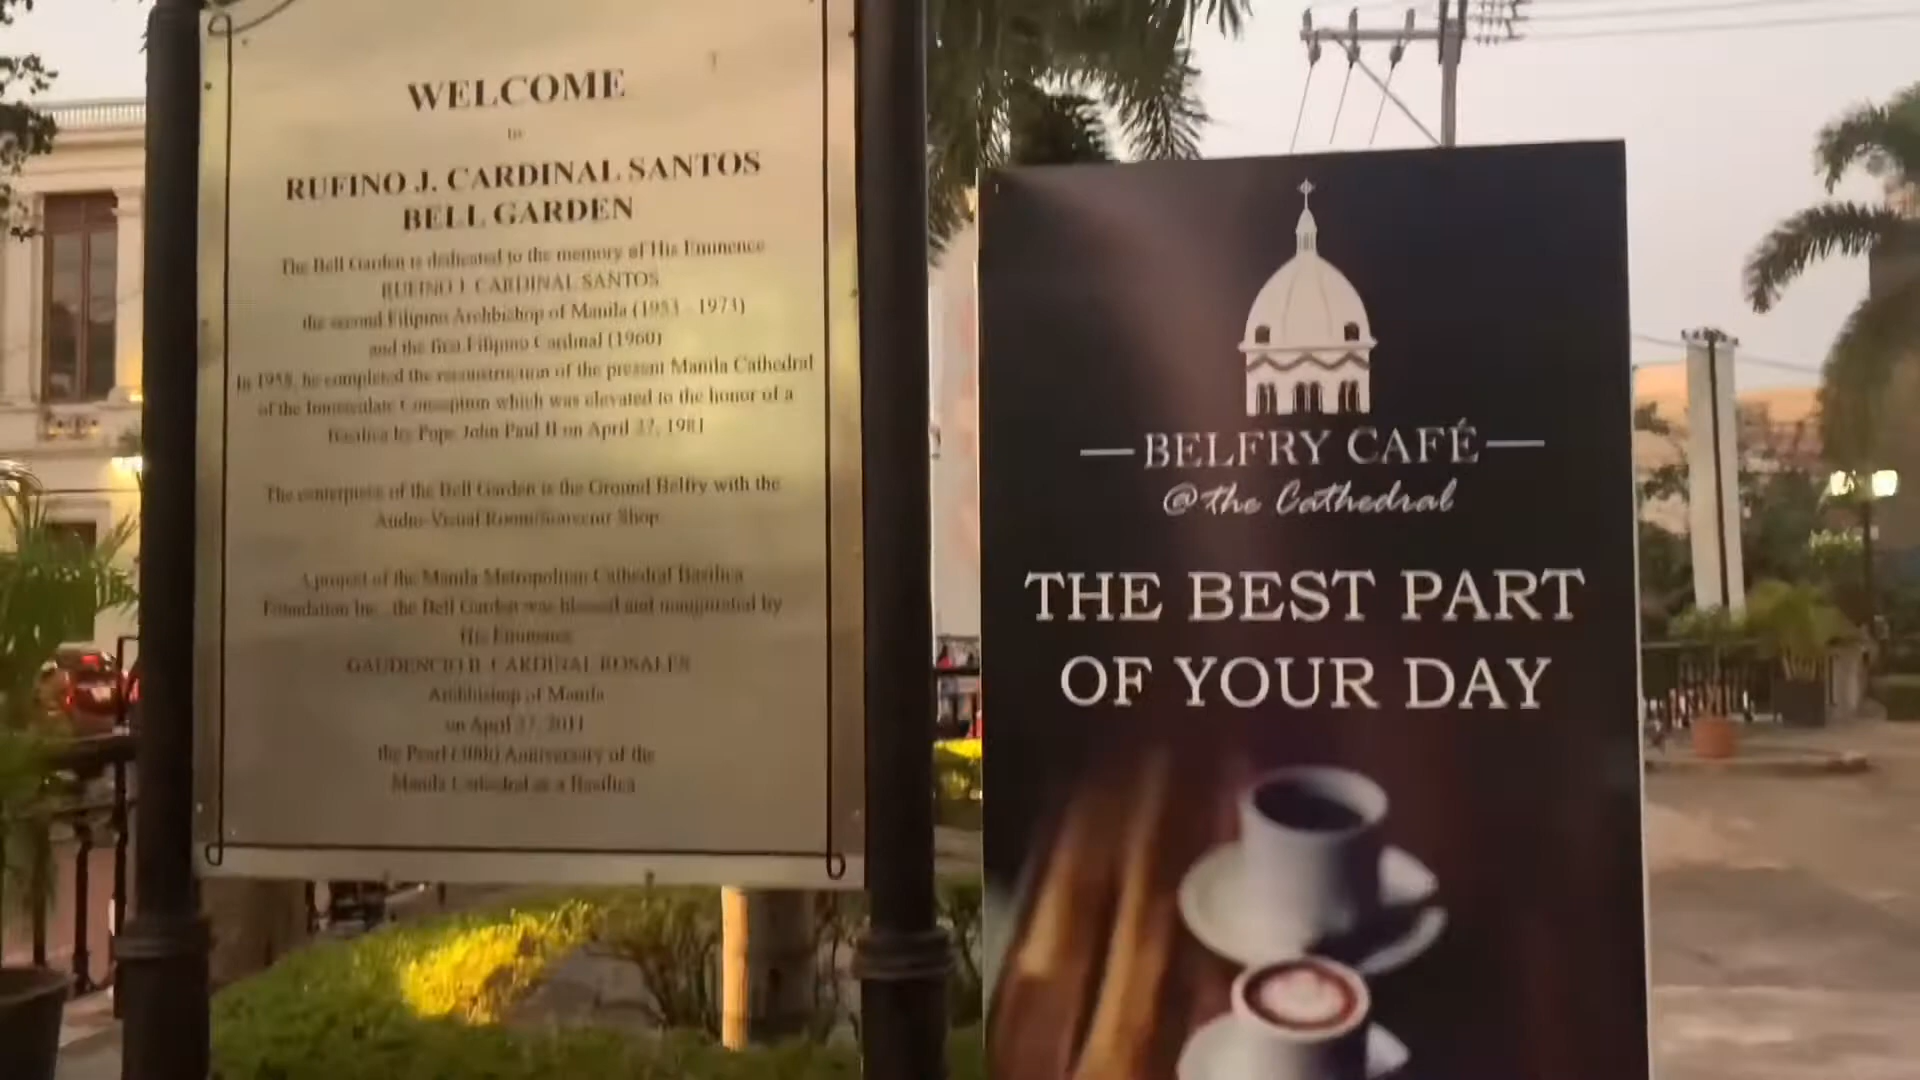 WELCOME
to
RUFINO J. CARDINAL SANTOS
BELL GARDEN
The Bell Garden is dedicated to the memory of His Eminence
RUFINO J. CARDINAL SANTOS
the second Filipino Archbishop of Manila (1953 - 1973)
and the first Filipino Cardinal (1960)
In 1958, he completed the reconstruction of the present Manila Cathedral
of the Immaculate Conception which was elevated to the honor of a
Basilica by Pope John Paul II on April 27, 1981
The centerpiece of the Bell Garden is the Ground Belfry with the
Audio-Visual Room/Souvenir Shop
A project of the Manila Metropolitan Cathedral Basilica
Foundation Inc., the Bell Garden was blessed and inaugurated by
His Eminence
GAUDENCIO B. CARDINAL ROSALES
Archbishop of Manila
on April 27, 2011
the Pearl (30th) Anniversary of the
Manila Cathedral as a Basilica
BELFRY CAFÉ
@ the Cathedral
THE BEST PART
OF YOUR DAY